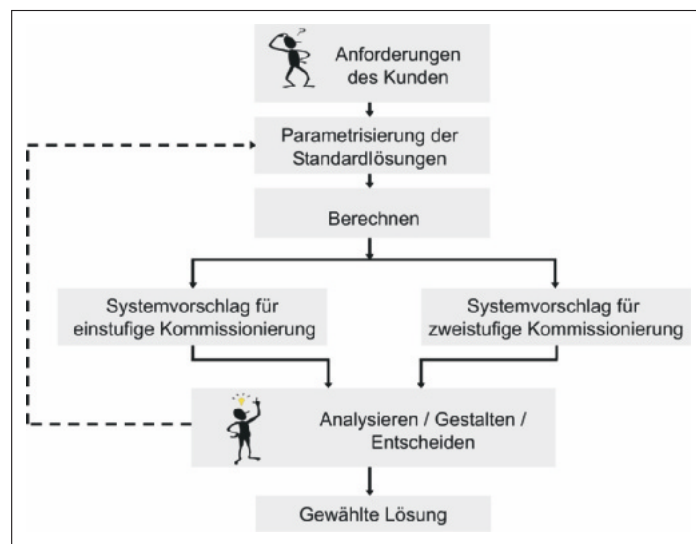 Anforderungen
des Kunden
Parametrisierung der
Standardlösungen
Berechnen
Systemvorschlag für
einstufige Kommissionierung
Systemvorschlag für
zweistufige Kommissionierung
Analysieren / Gestalten /
Entscheiden
Gewählte Lösung